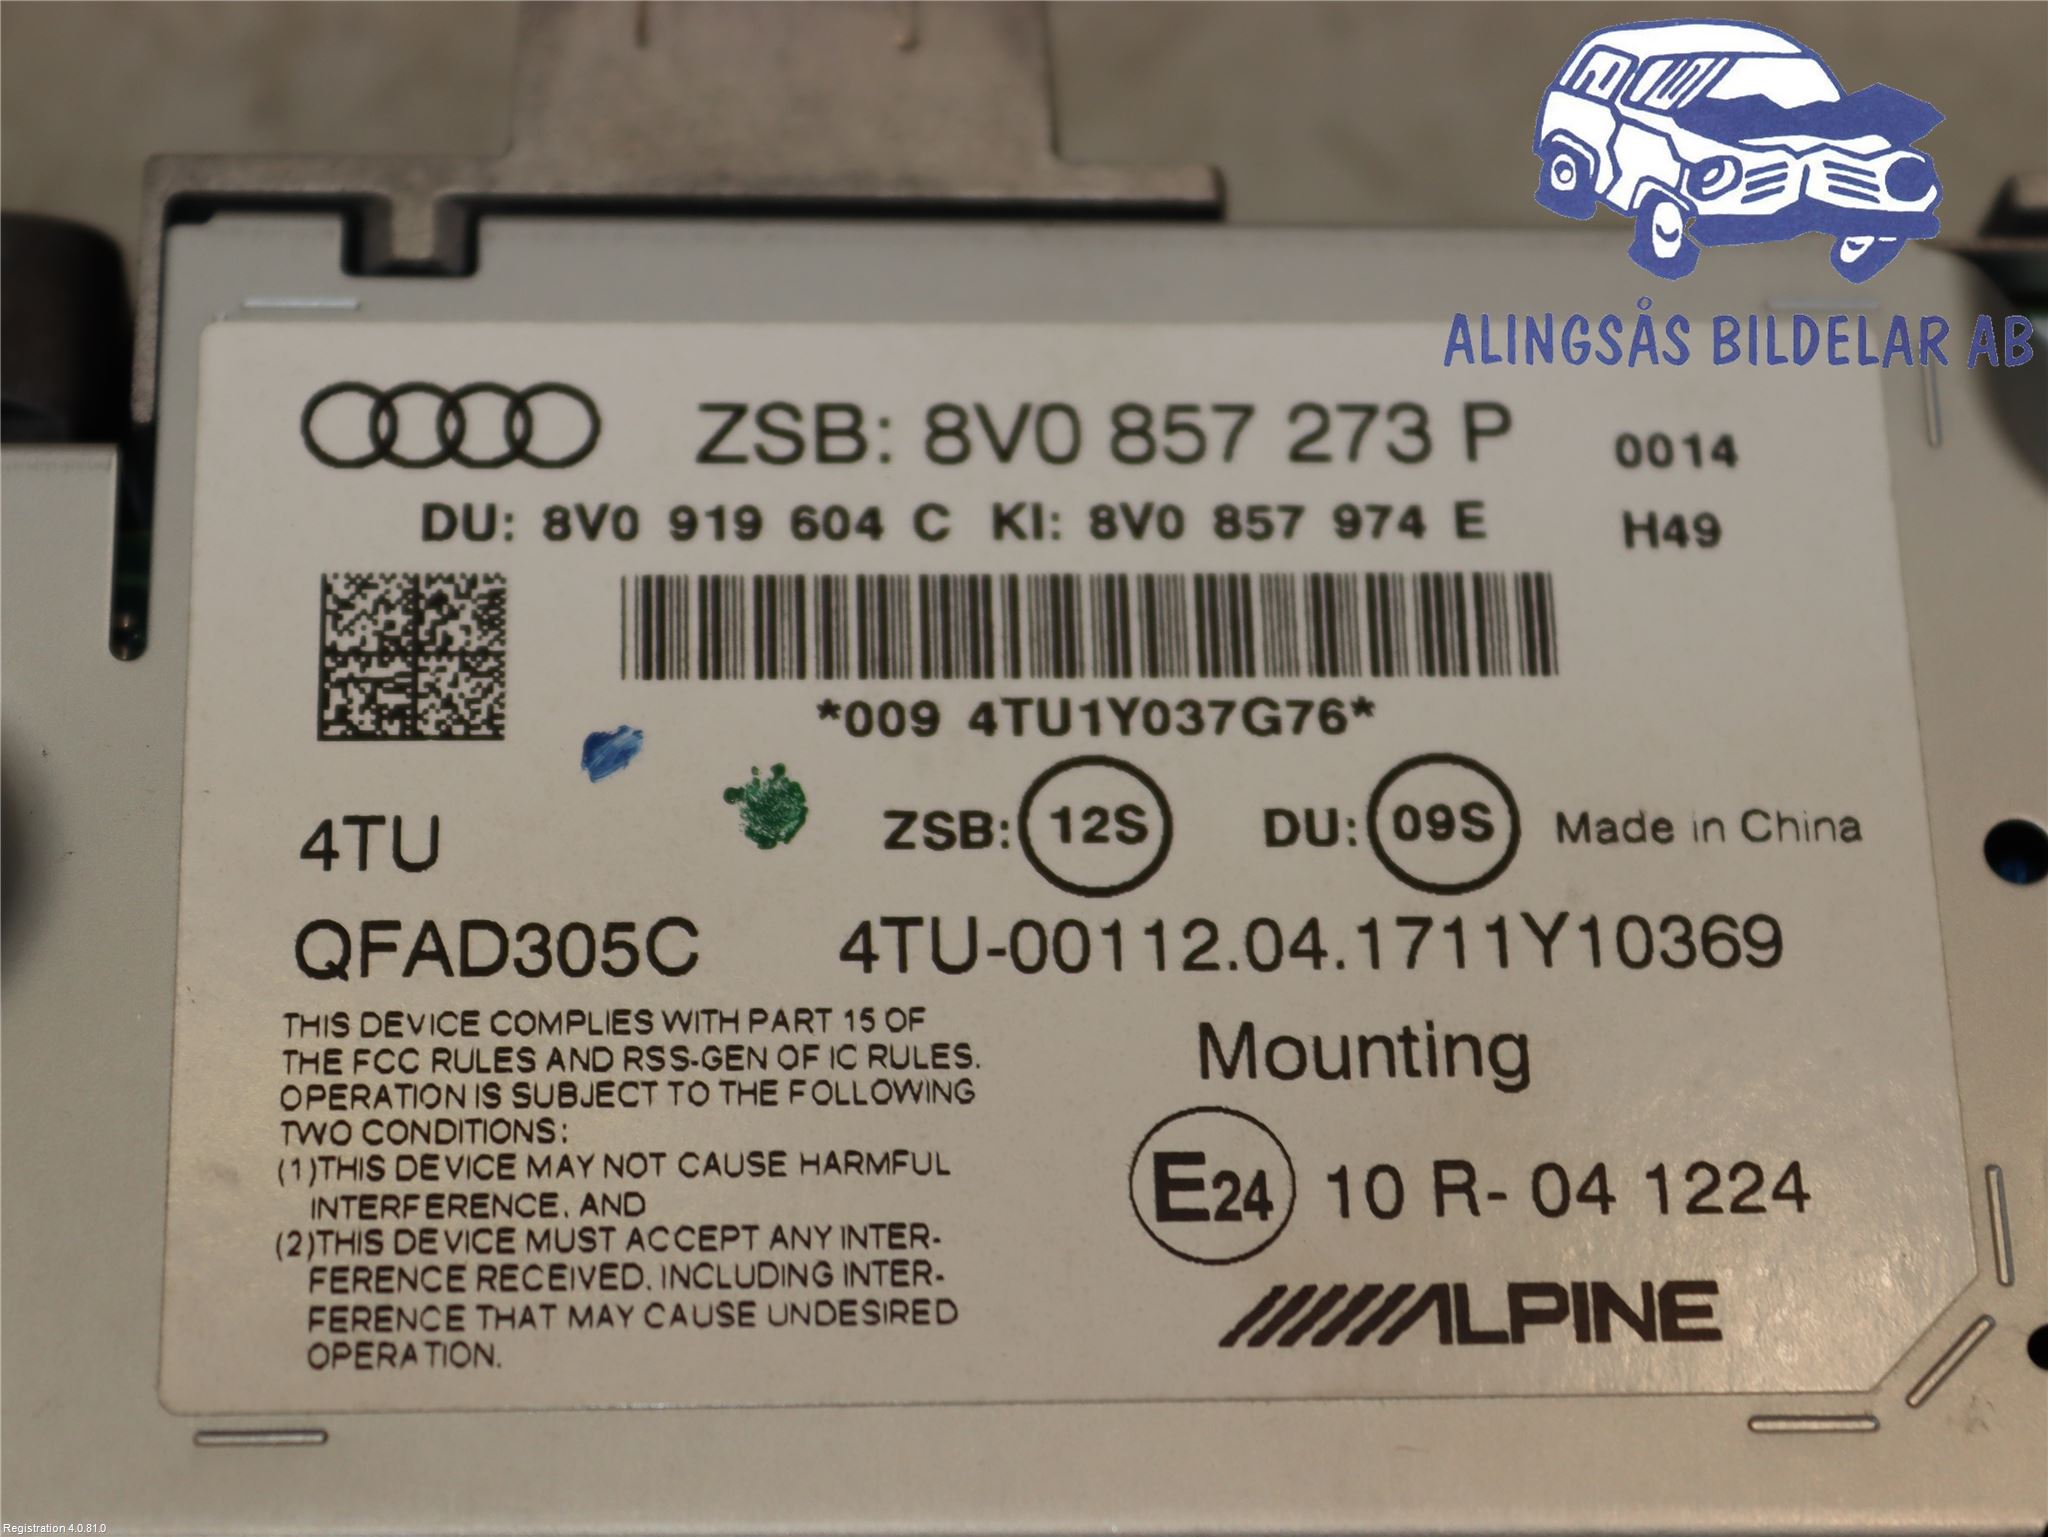 ALINGSÅS BILDELAR AB
ZSB: 8V0 857 273 P 0014
DU: 8V0 919 604 C KI: 8V0 857 974 E H49
*009 4TU1Y037G76*
4TU ZSB: 12S DU: 09S Made in China
QFAD305C 4TU-00112.04.1711Y10369
THIS DEVICE COMPLIES WITH PART 15 OF
THE FCC RULES AND RSS-GEN OF IC RULES.
OPERATION IS SUBJECT TO THE FOLLOWING
TWO CONDITIONS:
(1)THIS DEVICE MAY NOT CAUSE HARMFUL
INTERFERENCE, AND
(2)THIS DEVICE MUST ACCEPT ANY INTER-
FERENCE RECEIVED, INCLUDING INTER-
FERENCE THAT MAY CAUSE UNDESIRED
OPERATION.
Mounting
E24 10 R- 04 1224
ALPINE
Registration 4.0.81.0